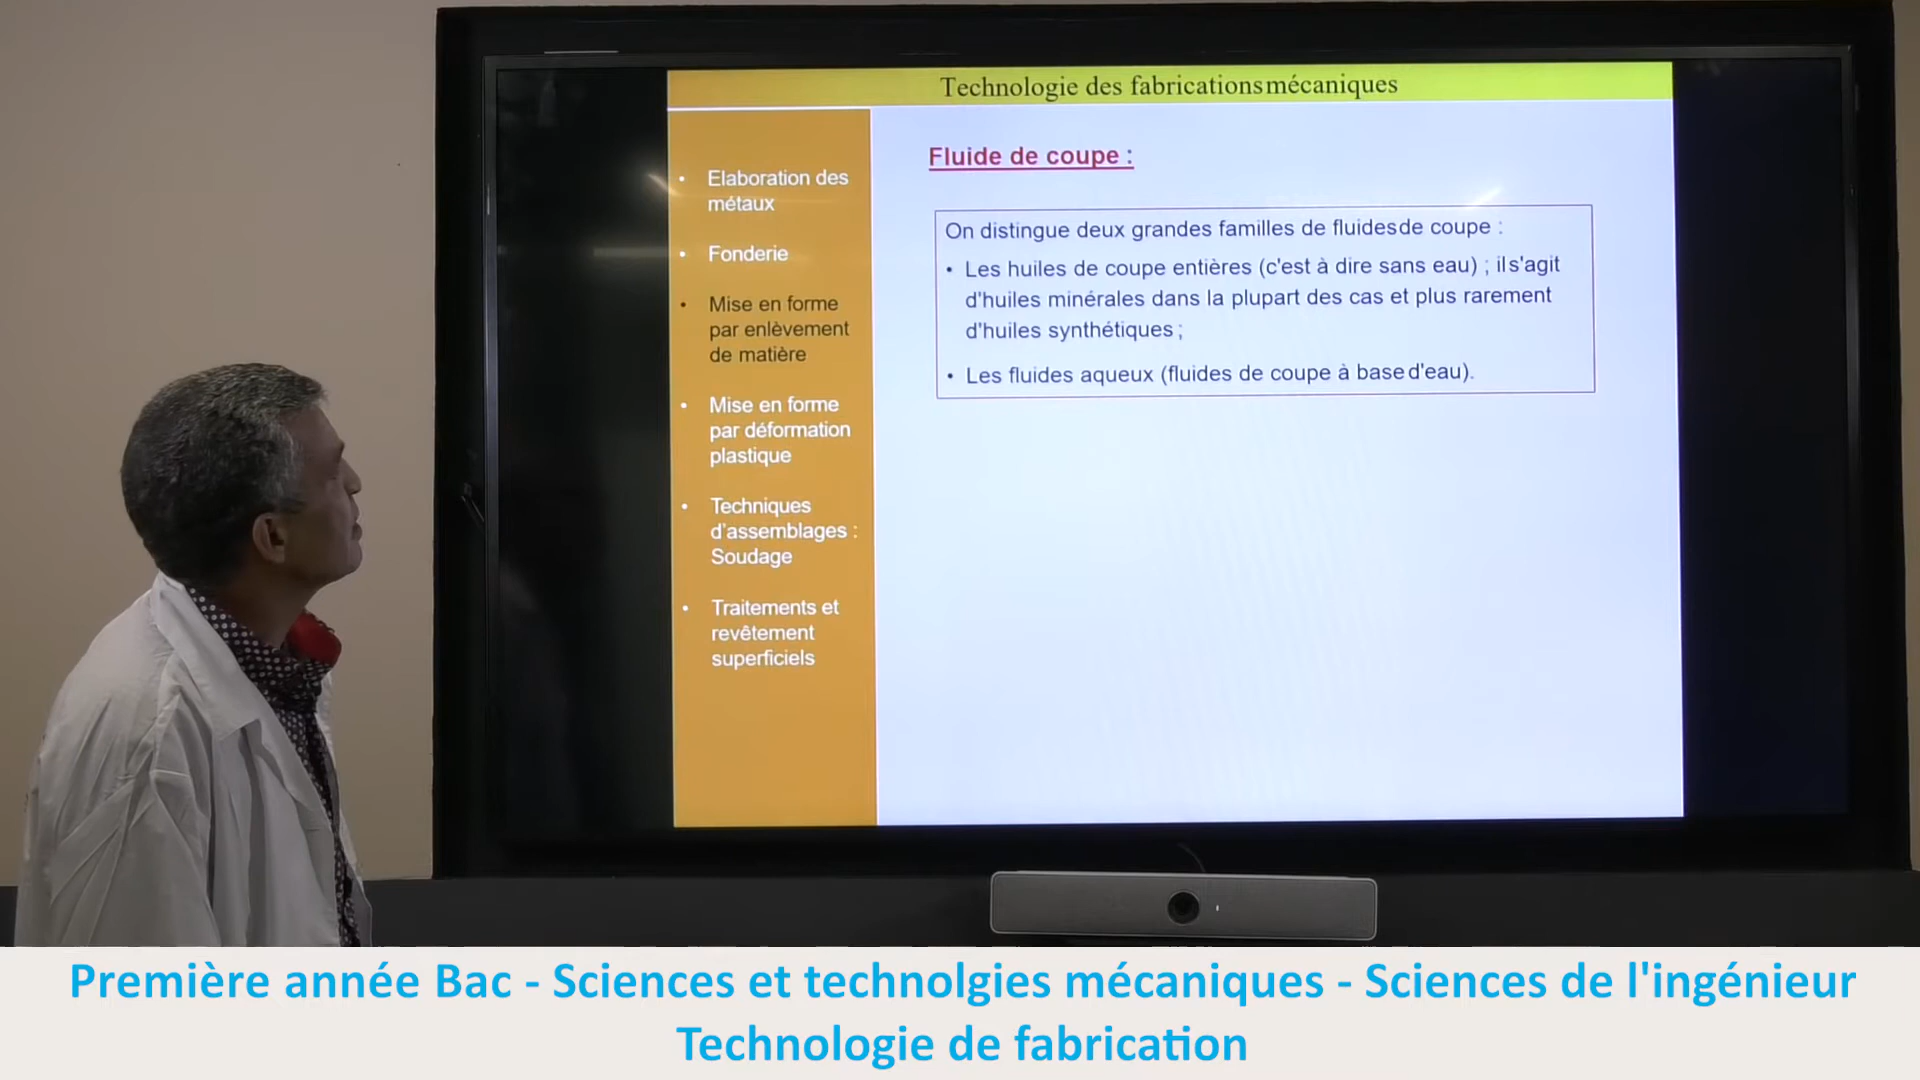 Technologie des fabrications mécaniques
• Elaboration des
métaux
• Fonderie
• Mise en forme
par enlèvement
de matière
• Mise en forme
par déformation
plastique
• Techniques
d'assemblages :
Soudage
• Traitements et
revêtement
superficiels
Fluide de coupe :
On distingue deux grandes familles de fluides de coupe :
• Les huiles de coupe entières (c'est à dire sans eau) ; il s'agit
d'huiles minérales dans la plupart des cas et plus rarement
d'huiles synthétiques ;
• Les fluides aqueux (fluides de coupe à base d'eau).
Première année Bac - Sciences et technolgies mécaniques - Sciences de l'ingénieur
Technologie de fabrication